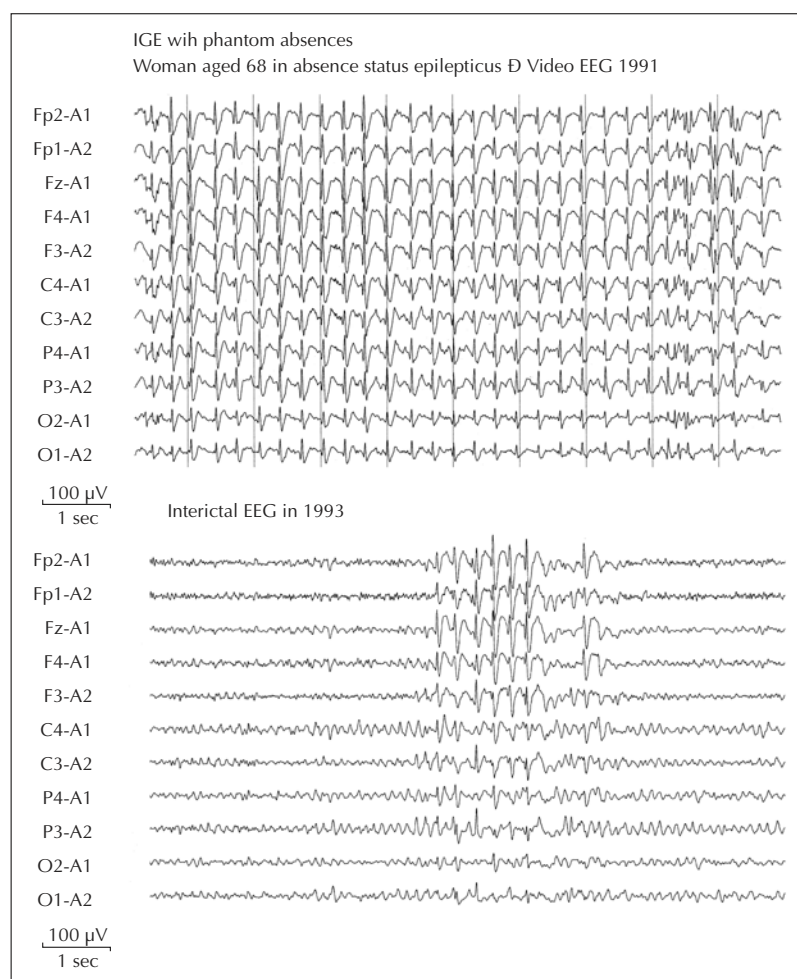 IGE wih phantom absences
Woman aged 68 in absence status epilepticus Ð Video EEG 1991
Fp2-A1
Fp1-A2
Fz-A1
F4-A1
F3-A2
C4-A1
C3-A2
P4-A1
P3-A2
O2-A1
O1-A2
100 µV
1 sec
Interictal EEG in 1993
Fp2-A1
Fp1-A2
Fz-A1
F4-A1
F3-A2
C4-A1
C3-A2
P4-A1
P3-A2
O2-A1
O1-A2
100 µV
1 sec